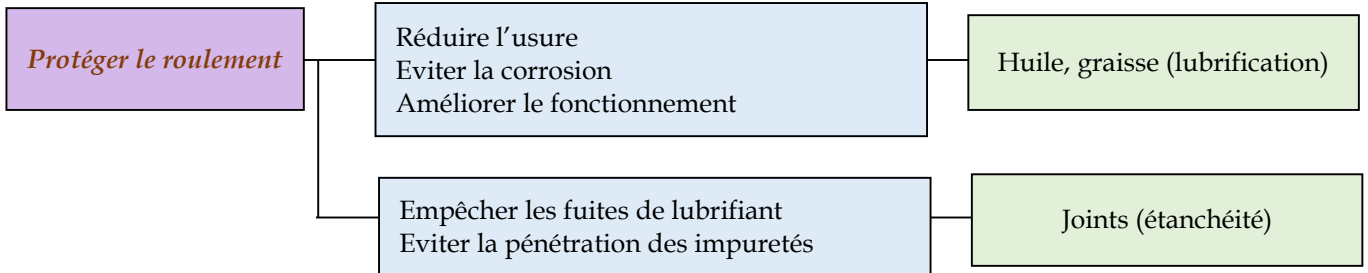 Protéger le roulement
Réduire l’usure
Eviter la corrosion
Améliorer le fonctionnement
Huile, graisse (lubrification)
Empêcher les fuites de lubrifiant
Eviter la pénétration des impuretés
Joints (étanchéité)